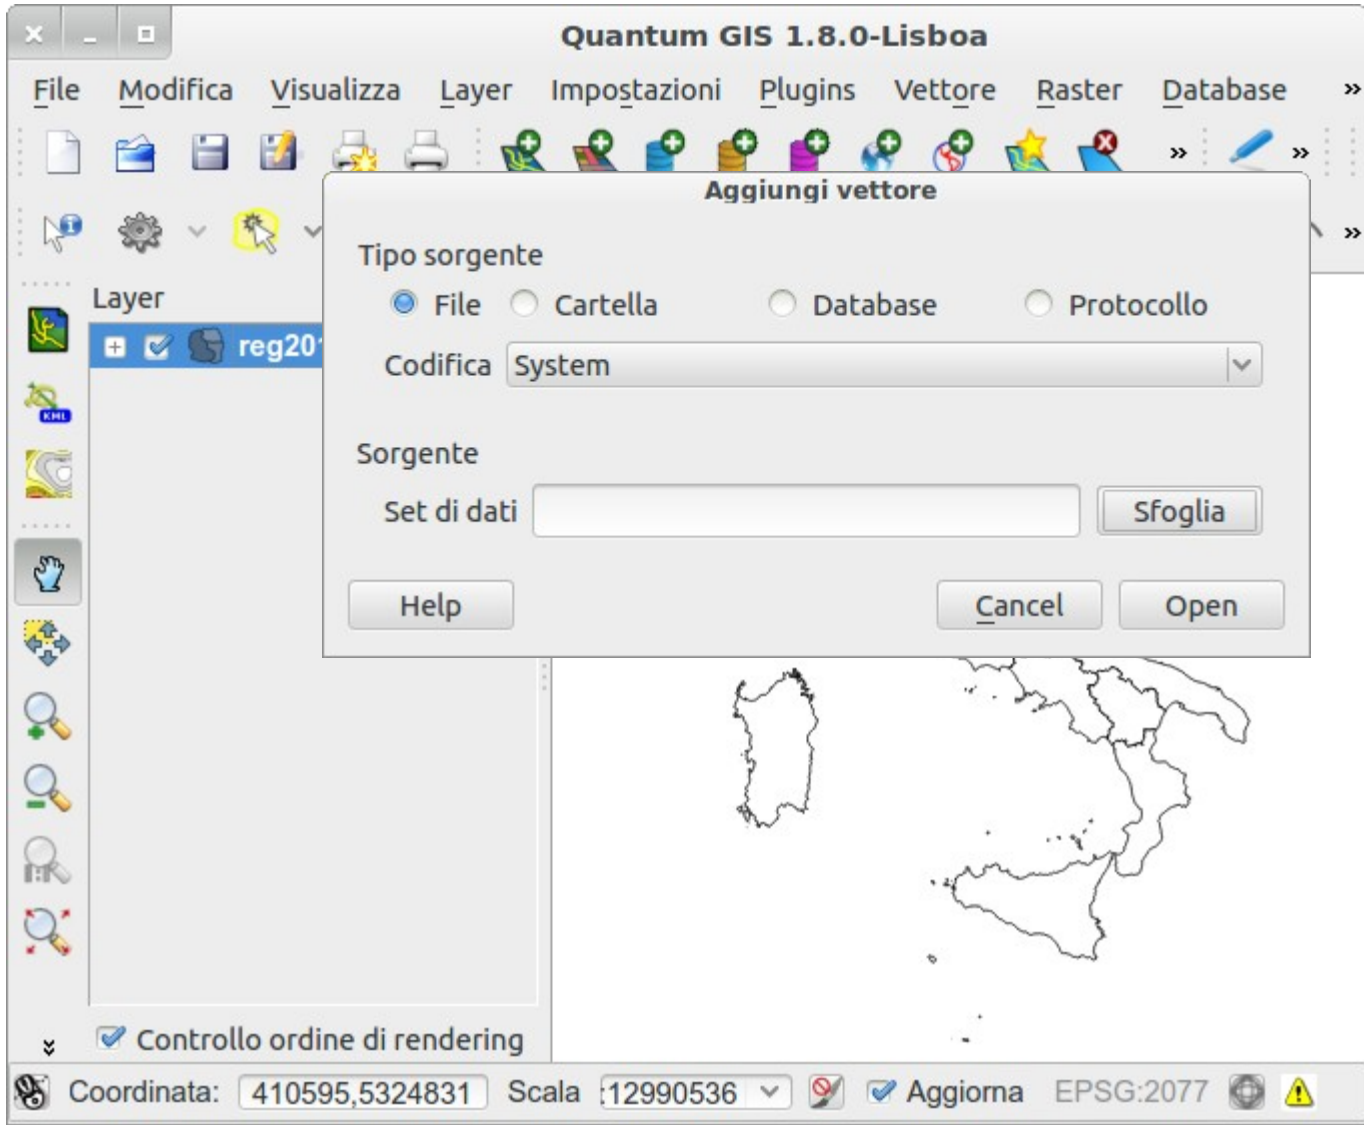 Quantum GIS 1.8.0-Lisboa
File Modifica Visualizza Layer Impostazioni Plugins Vettore Raster Database »
» »
Aggiungi vettore
»
Tipo sorgente
File Cartella Database Protocollo
Codifica System
Sorgente
Set di dati Sfoglia
Help Cancel Open
Layer
reg201
KML
Controllo ordine di rendering
Coordinata: 410595,5324831 Scala :12990536 Aggiorna EPSG:2077